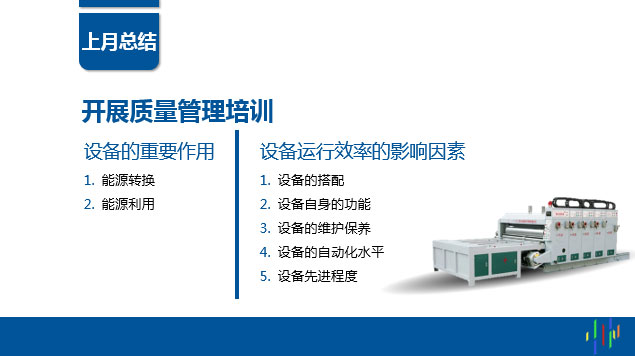 上月总结
开展质量管理培训
设备的重要作用
1. 能源转换
2. 能源利用
设备运行效率的影响因素
1. 设备的搭配
2. 设备自身的功能
3. 设备的维护保养
4. 设备的自动化水平
5. 设备先进程度